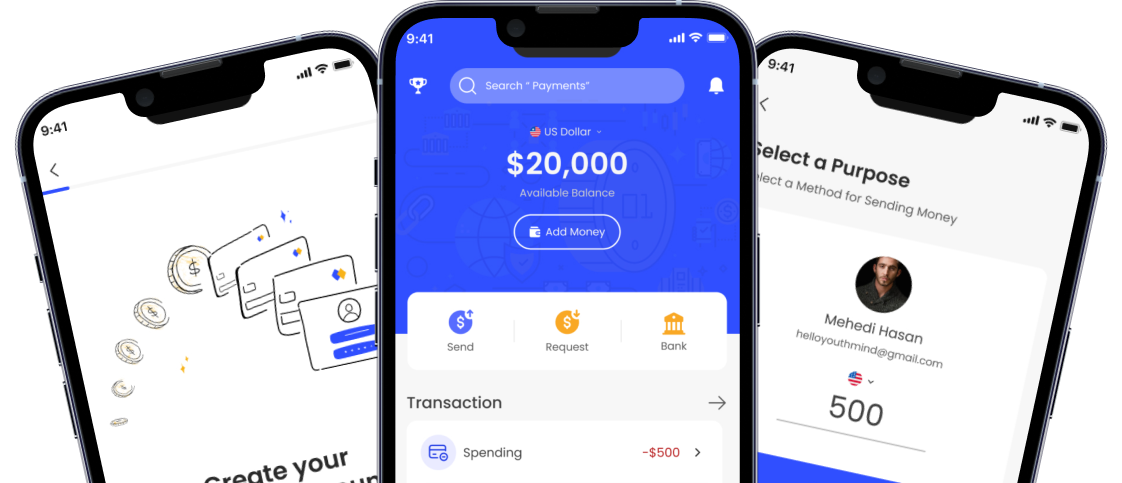 9:41
Create your
9:41
Search “ Payments”
US Dollar
$20,000
Available Balance
Add Money
Send
Request
Bank
Transaction
Spending
-$500
9:41
Select a Purpose
Select a Method for Sending Money
Mehedi Hasan
helloyouthmind@gmail.com
500